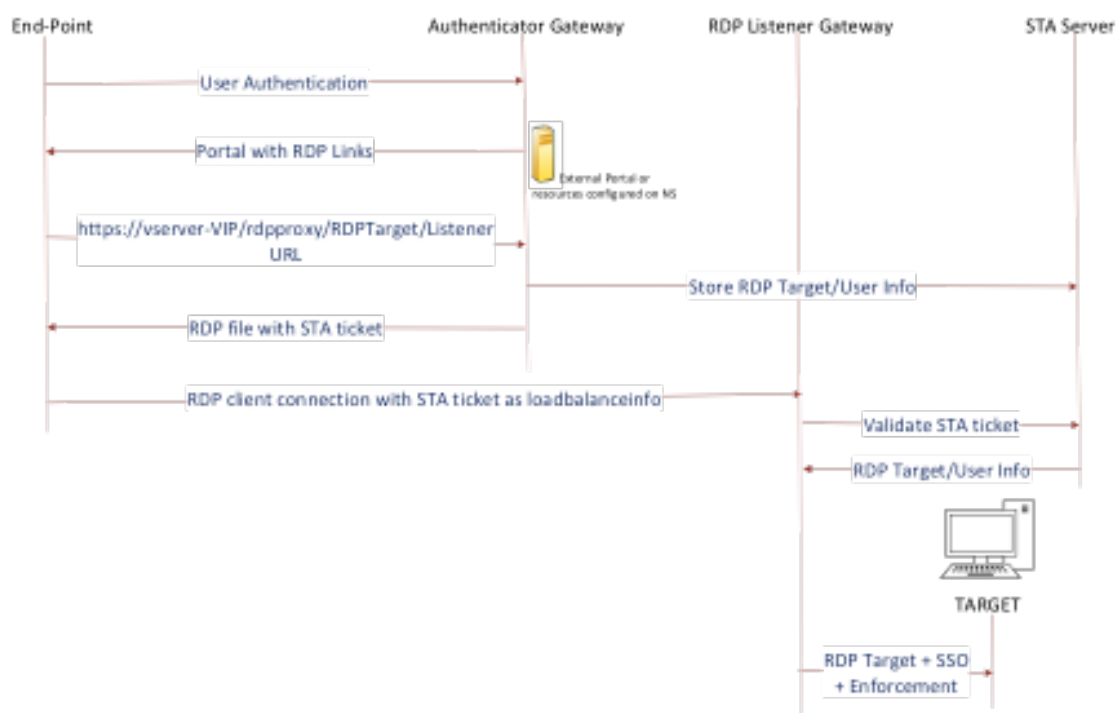 End-Point
Authenticator Gateway
RDP Listener Gateway
STA Server
User Authentication
Portal with RDP Links
External Portal or
resources configured on NS
https://vserver-VIP/rdpproxy/RDPTarget/Listener
URL
Store RDP Target/User Info
RDP file with STA ticket
RDP client connection with STA ticket as loadbalanceinfo
Validate STA ticket
RDP Target/User Info
TARGET
RDP Target + SSO
+ Enforcement